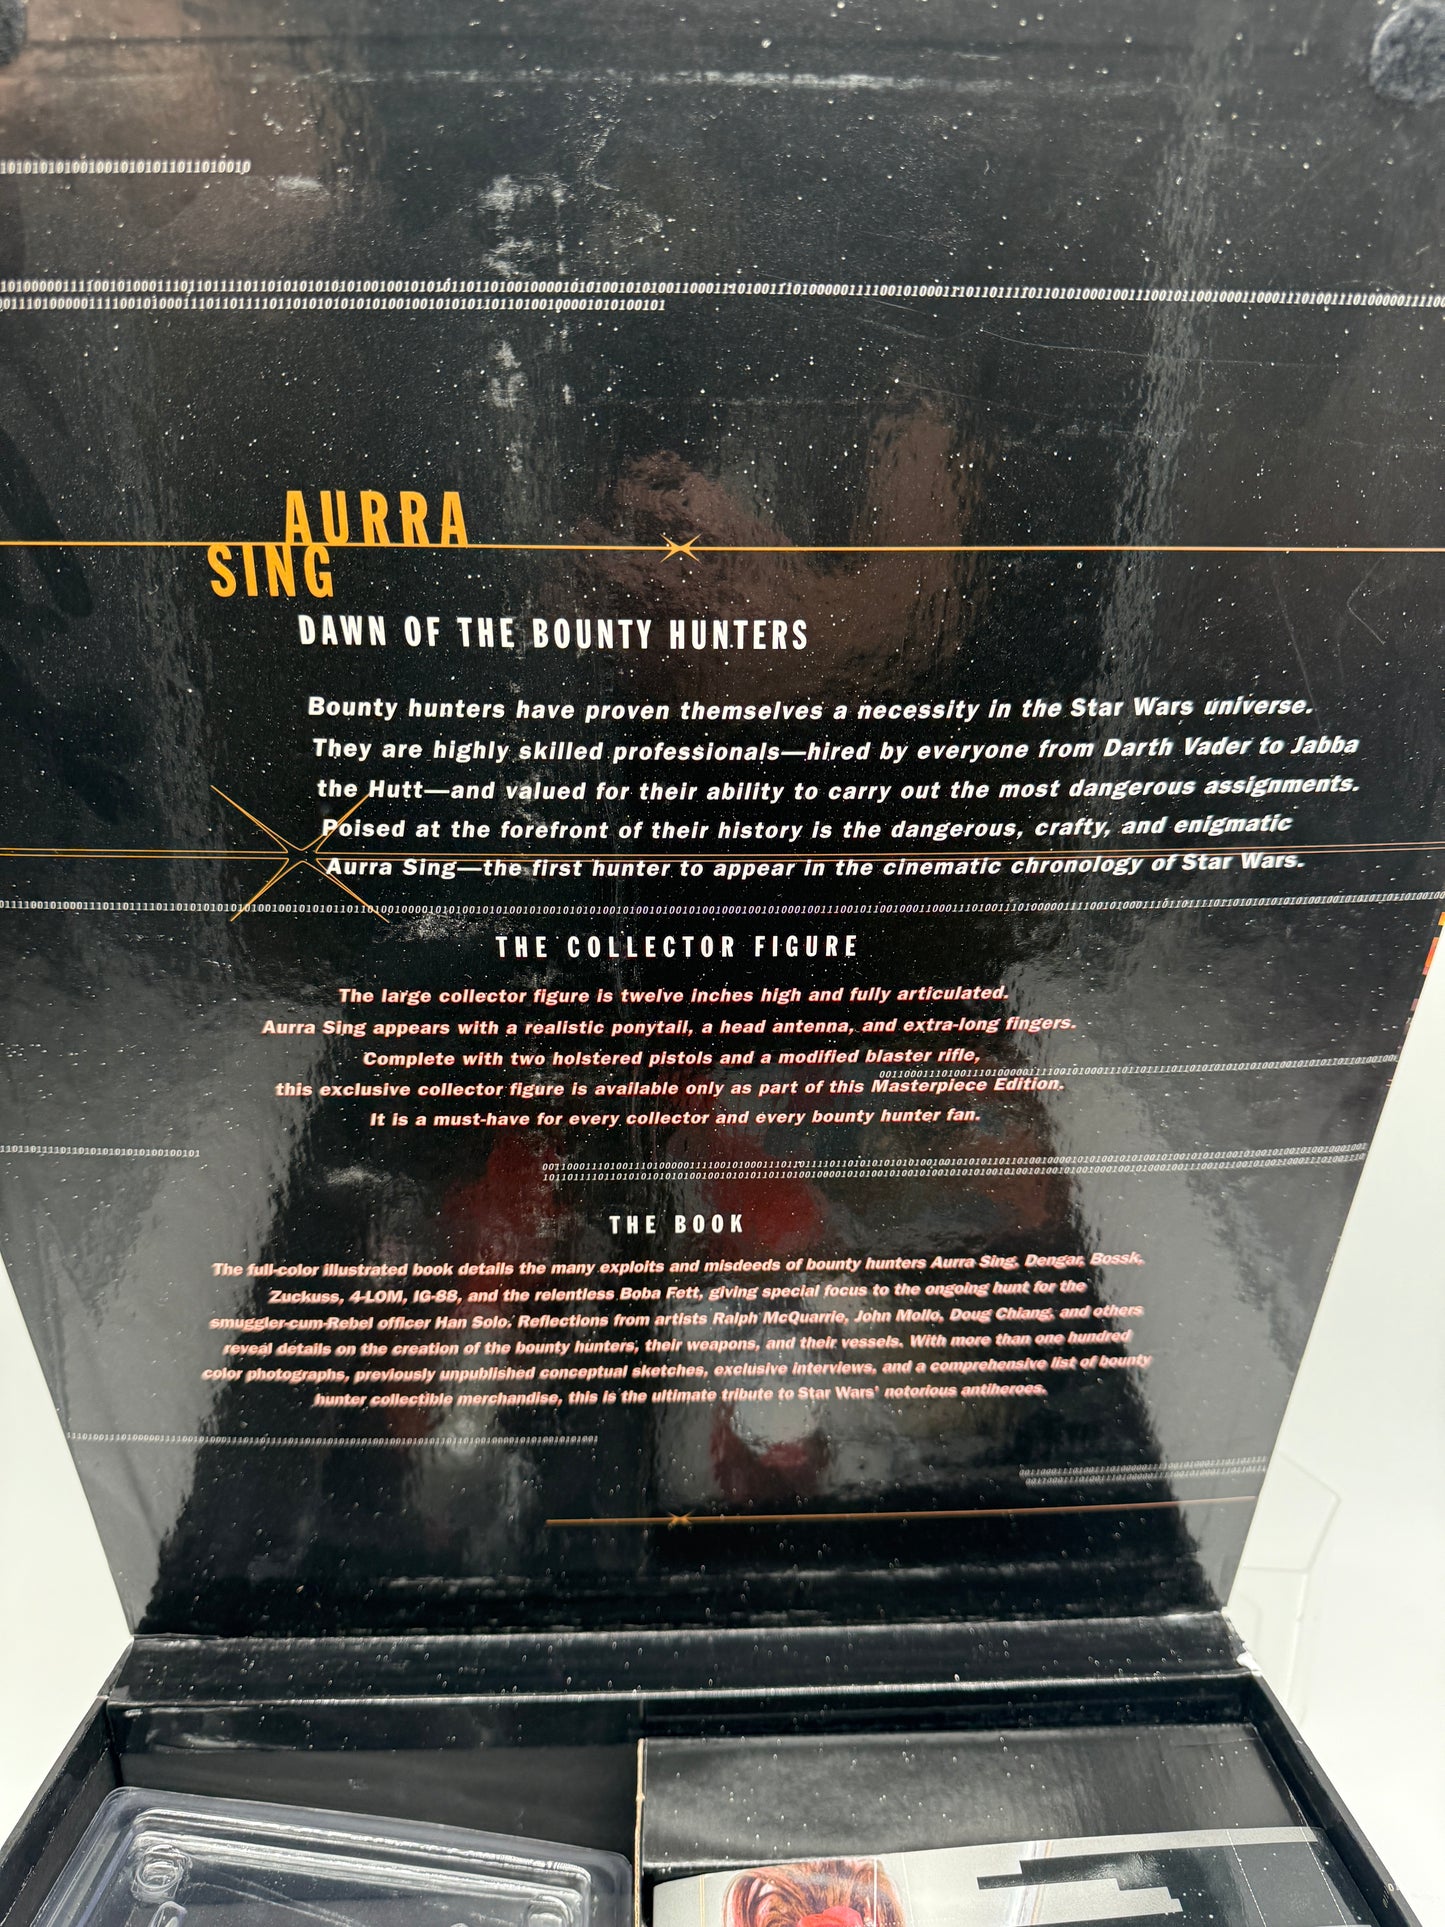 AURRA
SING
DAWN OF THE BOUNTY HUNTERS
Bounty hunters have proven themselves a necessity in the Star Wars universe.
They are highly skilled professionals—hired by everyone from Darth Vader to Jabba
the Hutt—and valued for their ability to carry out the most dangerous assignments.
Poised at the forefront of their history is the dangerous, crafty, and enigmatic
Aurra Sing—the first hunter to appear in the cinematic chronology of Star Wars.
THE COLLECTOR FIGURE
The large collector figure is twelve inches high and fully articulated.
Aurra Sing appears with a realistic ponytail, a head antenna, and extra-long fingers.
Complete with two holstered pistols and a modified blaster rifle,
this exclusive collector figure is available only as part of this Masterpiece Edition.
It is a must-have for every collector and every bounty hunter fan.
THE BOOK
The full-color illustrated book details the many exploits and misdeeds of bounty hunters Aurra Sing, Dengar, Bossk,
Zuckuss, 4-LOM, IG-88, and the relentless Boba Fett, giving special focus to the ongoing hunt for the
smuggler-cum-Rebel officer Han Solo. Reflections from artists Ralph McQuarrie, John Mollo, Doug Chiang, and others
reveal details on the creation of the bounty hunters, their weapons, and their vessels. With more than one hundred
color photographs, previously unpublished conceptual sketches, exclusive interviews, and a comprehensive list of bounty
hunter collectible merchandise, this is the ultimate tribute to Star Wars' notorious antiheroes.